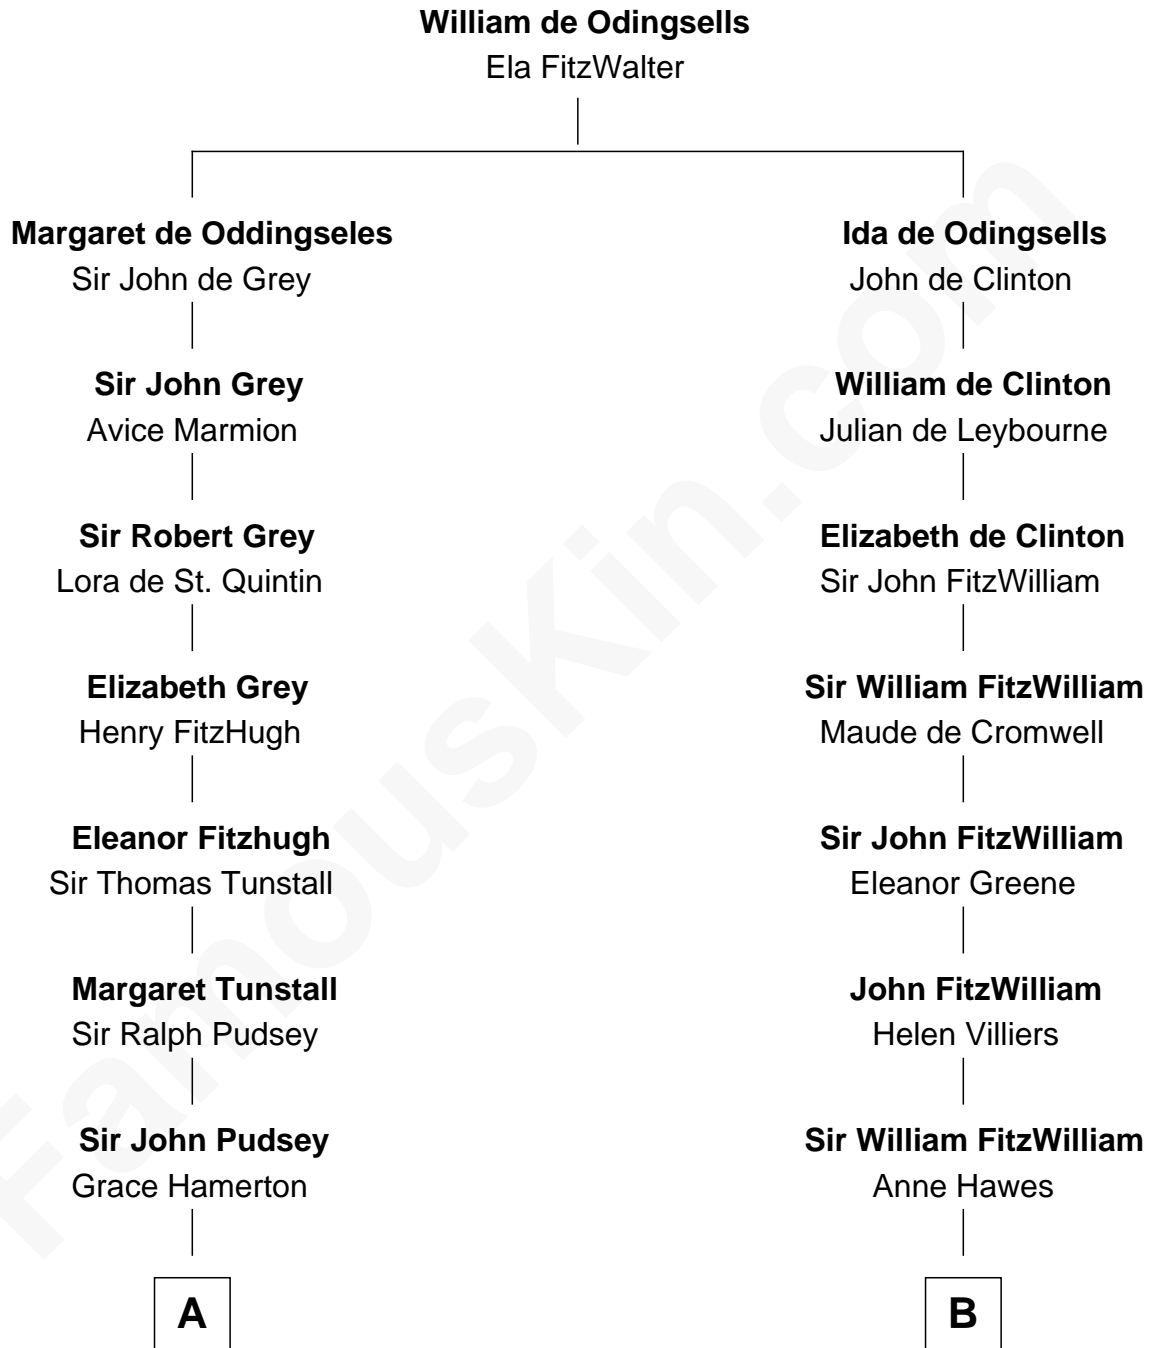 William de Odingsells
Ela FitzWalter
Margaret de Oddingseles
Sir John de Grey
Ida de Odingsells
John de Clinton
Sir John Grey
Avice Marmion
William de Clinton
Julian de Leybourne
Sir Robert Grey
Lora de St. Quintin
Elizabeth de Clinton
Sir John FitzWilliam
Elizabeth Grey
Henry FitzHugh
Sir William FitzWilliam
Maude de Cromwell
Eleanor Fitzhugh
Sir Thomas Tunstall
Sir John FitzWilliam
Eleanor Greene
Margaret Tunstall
Sir Ralph Pudsey
John FitzWilliam
Helen Villiers
Sir John Pudsey
Grace Hamerton
Sir William FitzWilliam
Anne Hawes
A
B
FamousKin.com